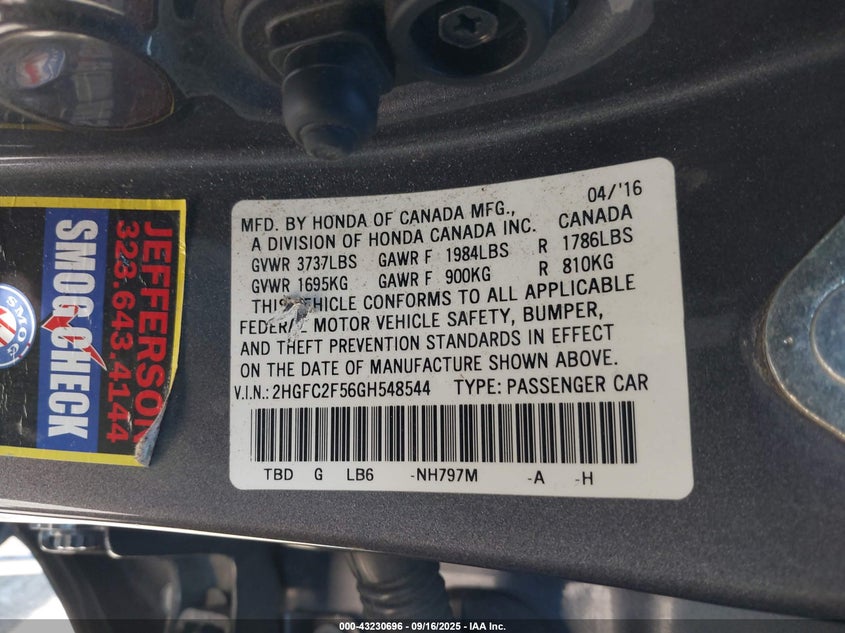 04/'16
MFD. BY HONDA OF CANADA MFG.,
A DIVISION OF HONDA CANADA INC. CANADA
GVWR 3737LBS GAWR F 1984LBS R 1786LBS
GVWR 1695KG GAWR F 900KG R 810KG
THIS VEHICLE CONFORMS TO ALL APPLICABLE
FEDERAL MOTOR VEHICLE SAFETY, BUMPER,
AND THEFT PREVENTION STANDARDS IN EFFECT
ON THE DATE OF MANUFACTURE SHOWN ABOVE.
V.I.N.: 2HGFC2F56GH548544 TYPE: PASSENGER CAR
TBD G LB6 -NH797M -A -H
JEFFERSON
323.643.4144
SMOG CHECK
SMOG
000-43230696 - 09/16/2025 - IAA Inc.